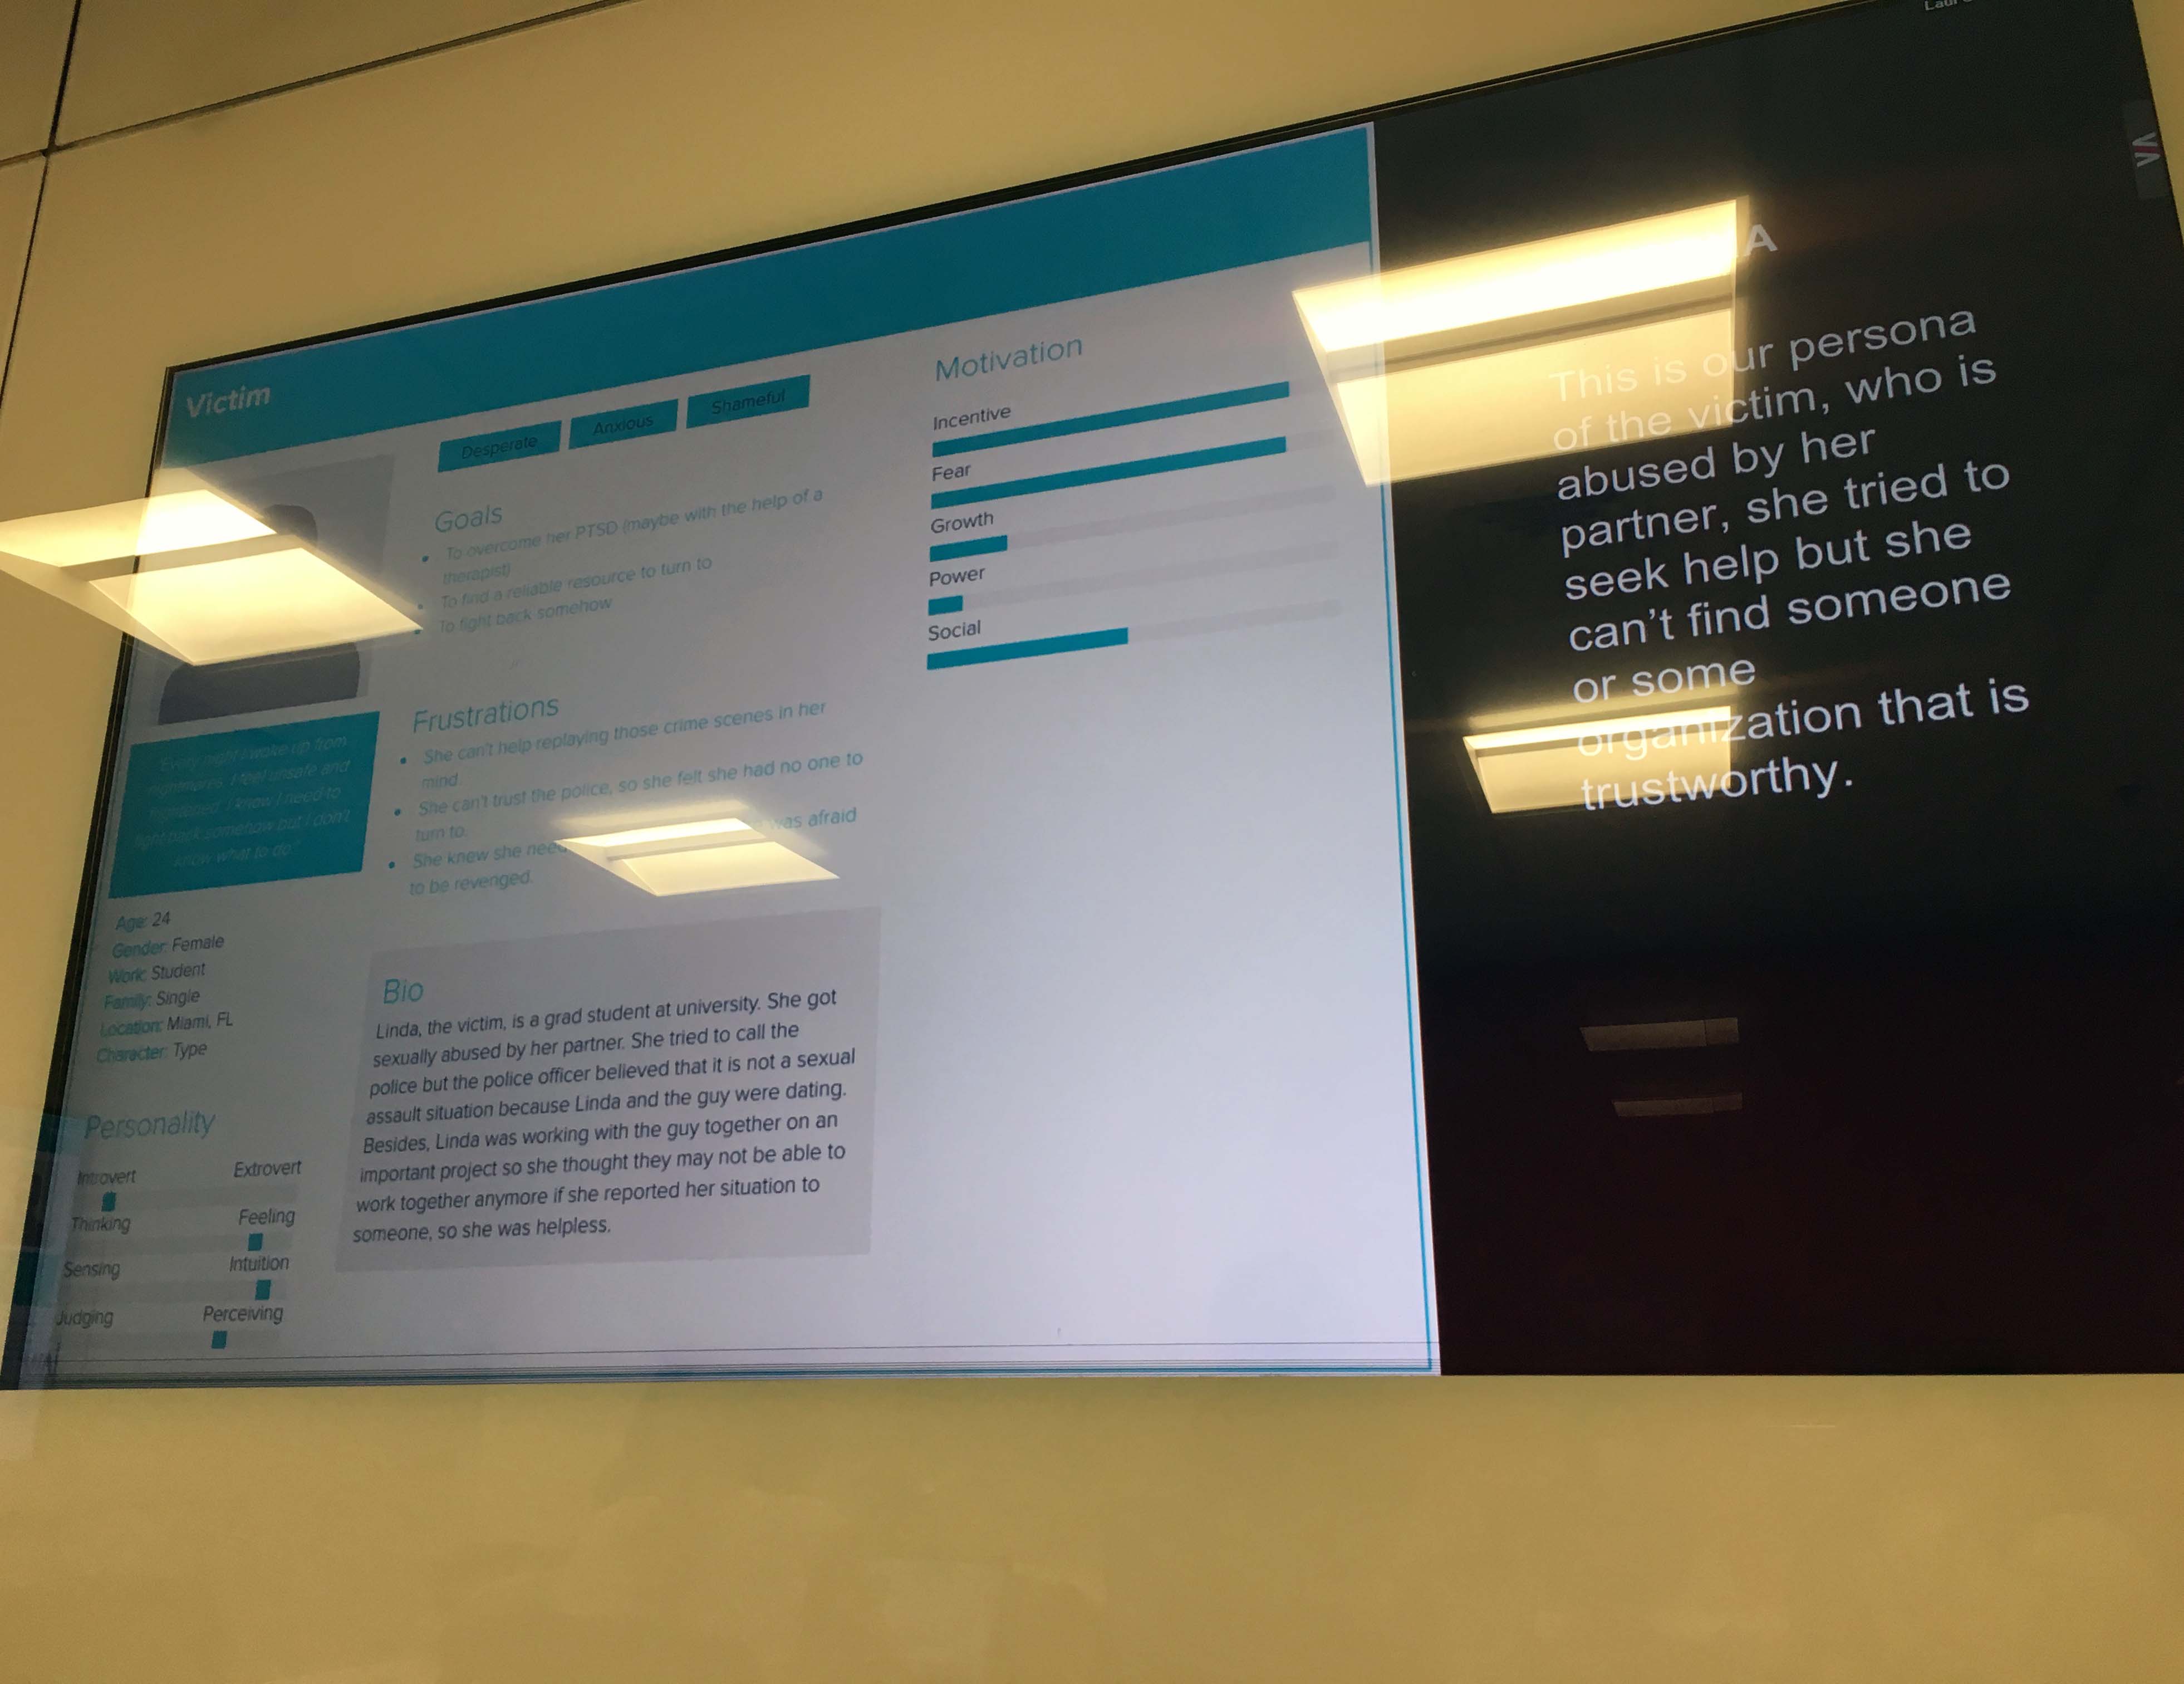 Victim
Desperate
Anxious
Shameful
Goals
• To overcome her PTSD (maybe with the help of a
therapist)
• To find a reliable resource to turn to
• To fight back somehow
Frustrations
• She can't help replaying those crime scenes in her
mind.
• She can't trust the police, so she felt she had no one to
turn to.
• She knew she need was afraid
to be revenged.
"Every night I woke up from
nightmares. I feel unsafe and
frightened. I know I need to
fight back somehow but I don't
know what to do."
Age: 24
Gender: Female
Work: Student
Family: Single
Location: Miami, FL
Character: Type
Personality
Introvert Extrovert
Thinking Feeling
Sensing Intuition
Judging Perceiving
Bio
Linda, the victim, is a grad student at university. She got
sexually abused by her partner. She tried to call the
police but the police officer believed that it is not a sexual
assault situation because Linda and the guy were dating.
Besides, Linda was working with the guy together on an
important project so she thought they may not be able to
work together anymore if she reported her situation to
someone, so she was helpless.
Motivation
Incentive
Fear
Growth
Power
Social
A
This is our persona
of the victim, who is
abused by her
partner, she tried to
seek help but she
can't find someone
or some
organization that is
trustworthy.